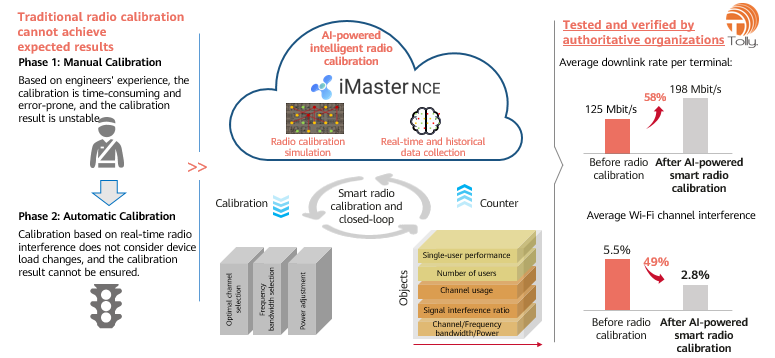 Traditional radio calibration
cannot achieve
expected results
Phase 1: Manual Calibration
Based on engineers' experience, the
calibration is time-consuming and
error-prone, and the calibration
result is unstable.
Phase 2: Automatic Calibration
Calibration based on real-time radio
interference does not consider device
load changes, and the calibration
result cannot be ensured.
>>
AI-powered
intelligent radio
calibration
iMaster NCE
Radio calibration
simulation
Real-time and historical
data collection
Calibration
Smart radio
calibration and
closed-loop
Counter
Optimal channel
selection
Frequency
bandwidth selection
Power adjustment
Objects
Single-user performance
Number of users
Channel usage
Signal interference ratio
Channel/Frequency
bandwidth/Power
Tested and verified by
authoritative organizations
Tolly.
Average downlink rate per terminal:
125 Mbit/s
58%
198 Mbit/s
Before radio
calibration
After AI-powered
smart radio
calibration
Average Wi-Fi channel interference
5.5%
49%
2.8%
Before radio
calibration
After AI-powered
smart radio
calibration